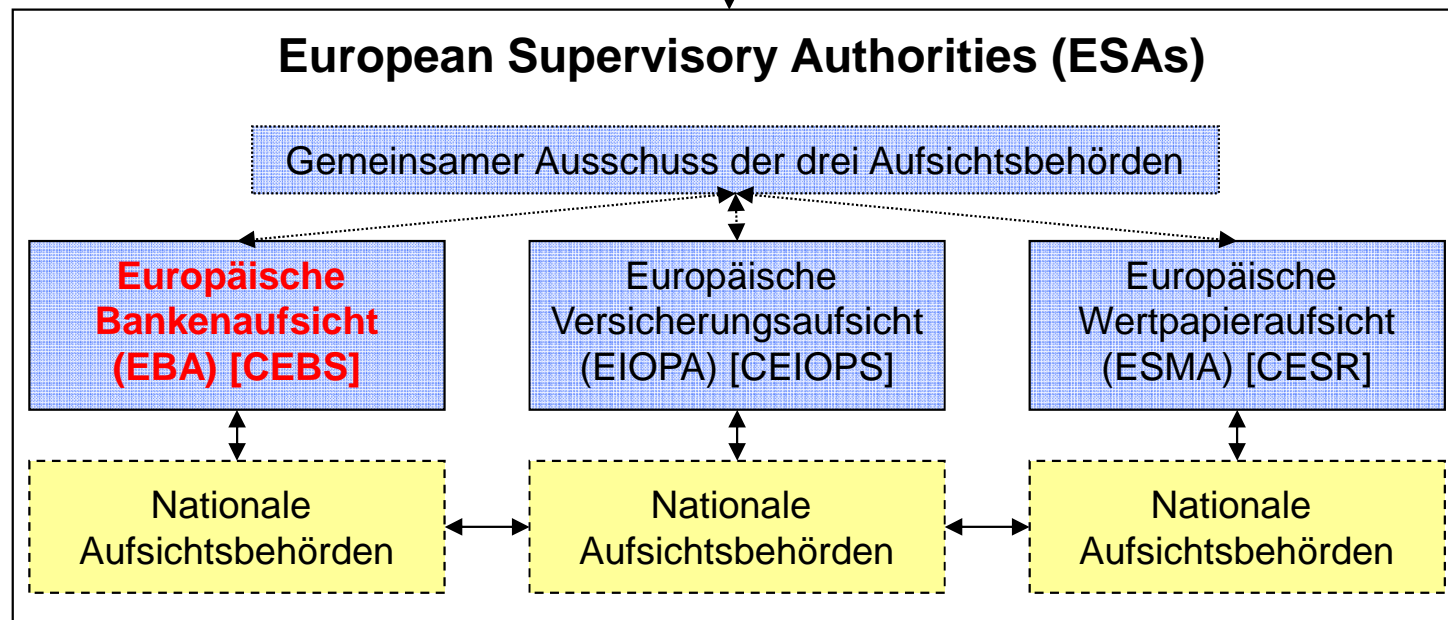 European Supervisory Authorities (ESAs)
Gemeinsamer Ausschuss der drei Aufsichtsbehörden
Europäische
Bankenaufsicht
(EBA) [CEBS]
Europäische
Versicherungsaufsicht
(EIOPA) [CEIOPS]
Europäische
Wertpapieraufsicht
(ESMA) [CESR]
Nationale
Aufsichtsbehörden
Nationale
Aufsichtsbehörden
Nationale
Aufsichtsbehörden